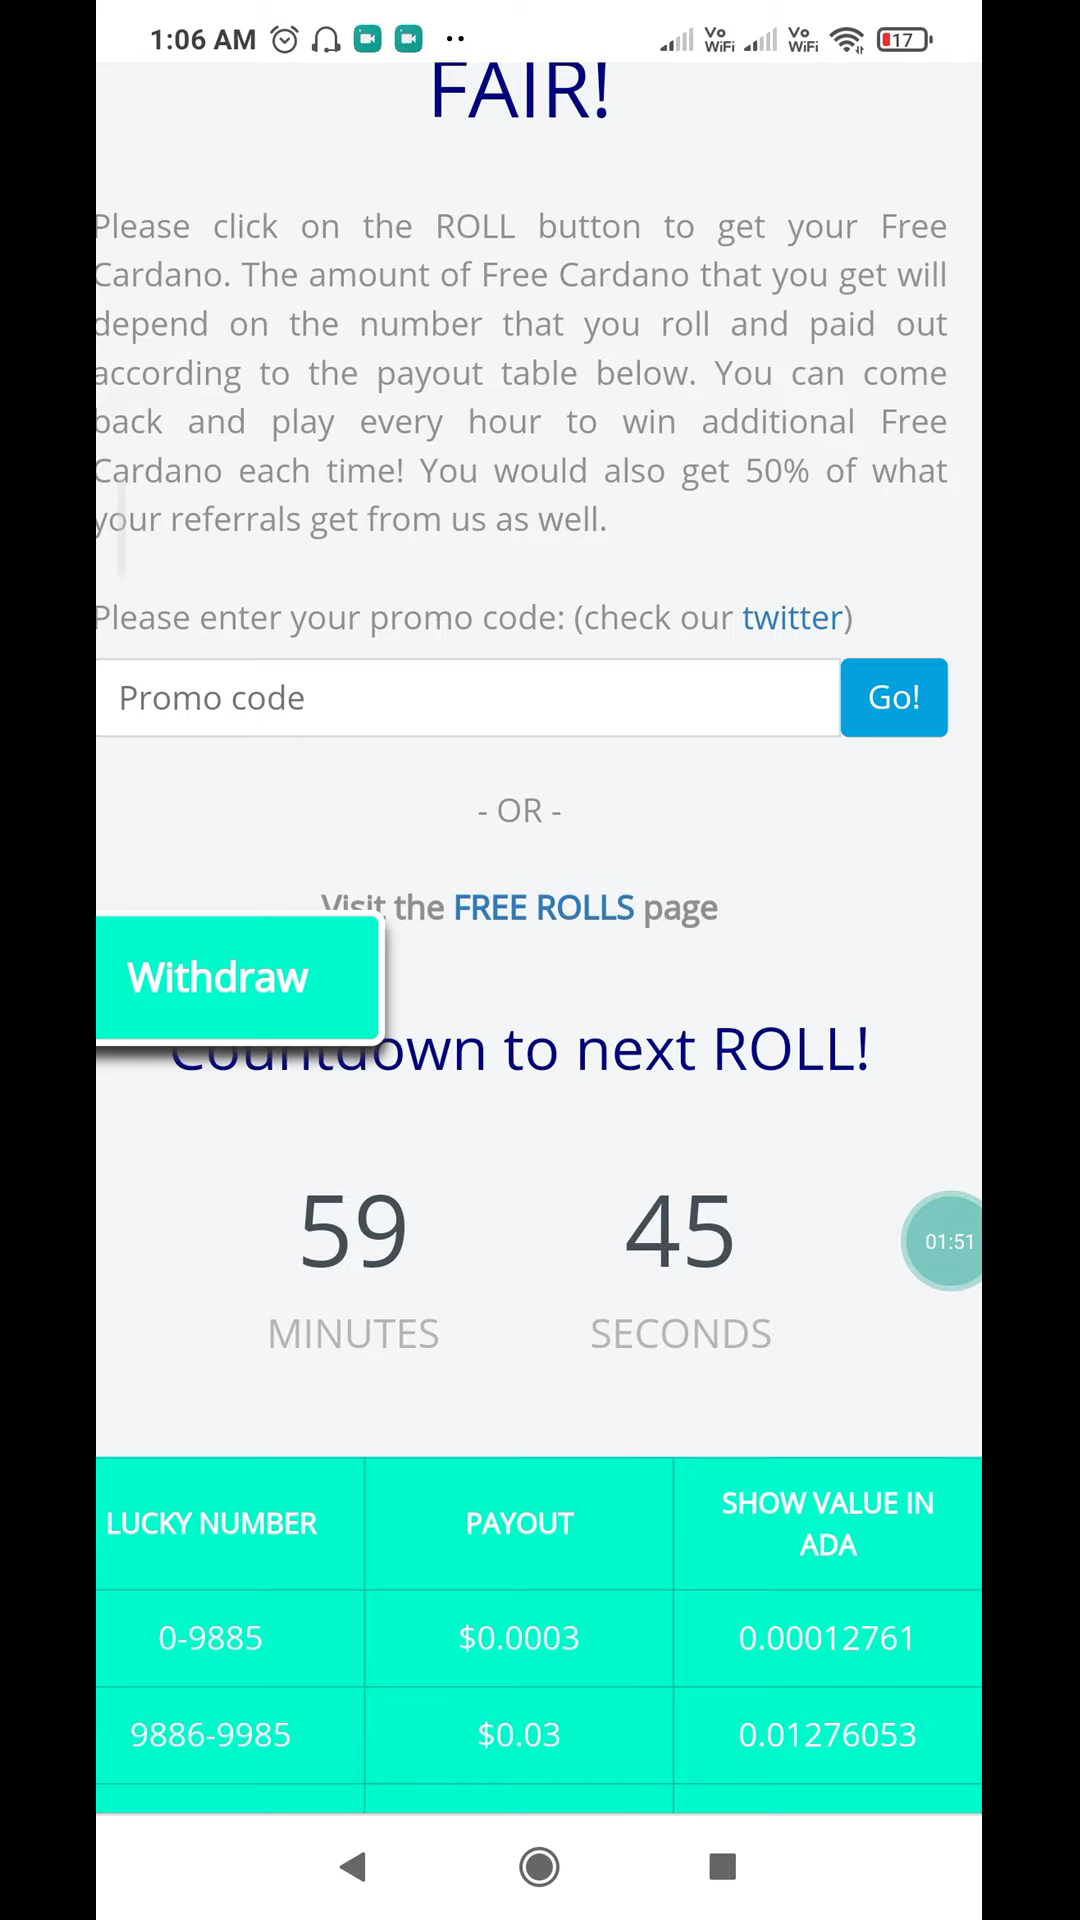 1:06 AM
Vo WiFi
Vo WiFi
17
FAIR!
Please click on the ROLL button to get your Free
Cardano. The amount of Free Cardano that you get will
depend on the number that you roll and paid out
according to the payout table below. You can come
back and play every hour to win additional Free
Cardano each time! You would also get 50% of what
your referrals get from us as well.
Please enter your promo code: (check our twitter)
Promo code
Go!
- OR -
Visit the FREE ROLLS page
Withdraw
Countdown to next ROLL!
59
45
01:51
MINUTES
SECONDS
LUCKY NUMBER
PAYOUT
SHOW VALUE IN
ADA
0-9885
$0.0003
0.00012761
9886-9985
$0.03
0.01276053